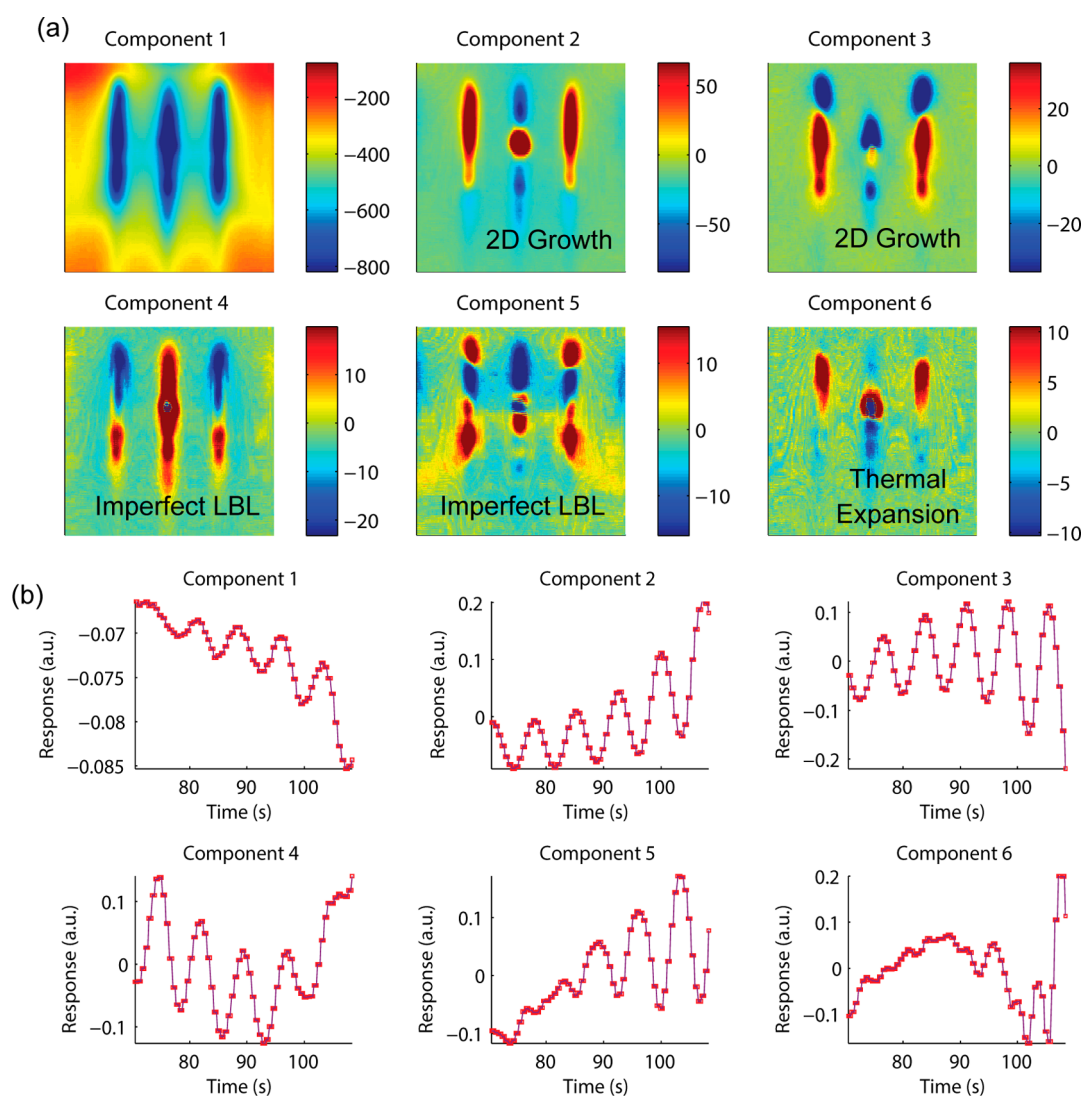 (a)
Component 1
Component 2
Component 3
−200
−400
−600
−800
50
0
−50
2D Growth
20
0
−20
2D Growth
Component 4
Component 5
Component 6
10
0
−10
−20
Imperfect LBL
10
0
−10
Imperfect LBL
10
5
0
−5
−10
Thermal
Expansion
(b)
Component 1
Component 2
Component 3
Response (a.u.)
−0.07
−0.075
−0.08
−0.085
80 90 100
Time (s)
Response (a.u.)
0.2
0.1
0
80 90 100
Time (s)
Response (a.u.)
0.1
0
−0.1
−0.2
80 90 100
Time (s)
Component 4
Component 5
Component 6
Response (a.u.)
0.1
0
−0.1
80 90 100
Time (s)
Response (a.u.)
0.1
0
−0.1
80 90 100
Time (s)
Response (a.u.)
0.2
0.1
0
−0.1
80 90 100
Time (s)